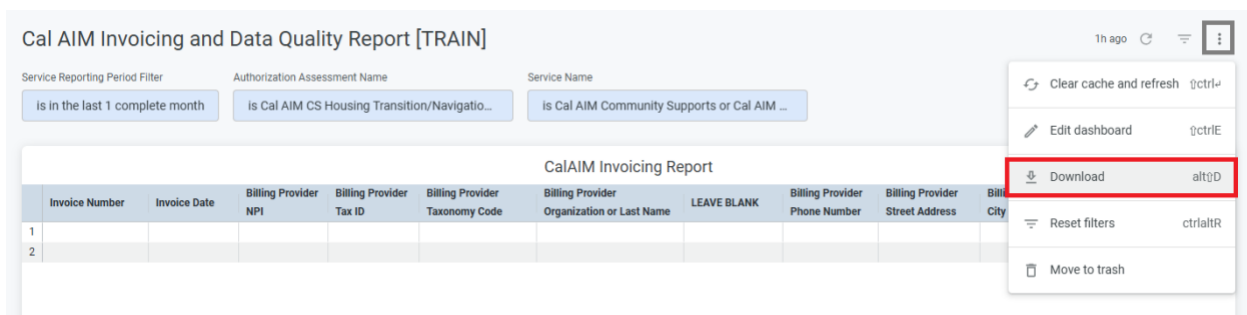 Cal AIM Invoicing and Data Quality Report [TRAIN]
1h ago
Service Reporting Period Filter
Authorization Assessment Name
Service Name
is in the last 1 complete month
is Cal AIM CS Housing Transition/Navigatio...
is Cal AIM Community Supports or Cal AIM ...
Clear cache and refresh ⇧ctrl↵
Edit dashboard ⇧ctrlE
Download alt⇧D
Reset filters ctrlaltR
Move to trash
CalAIM Invoicing Report
Invoice Number
Invoice Date
Billing Provider
NPI
Billing Provider
Tax ID
Billing Provider
Taxonomy Code
Billing Provider
Organization or Last Name
LEAVE BLANK
Billing Provider
Phone Number
Billing Provider
Street Address
Billi
City
1
2